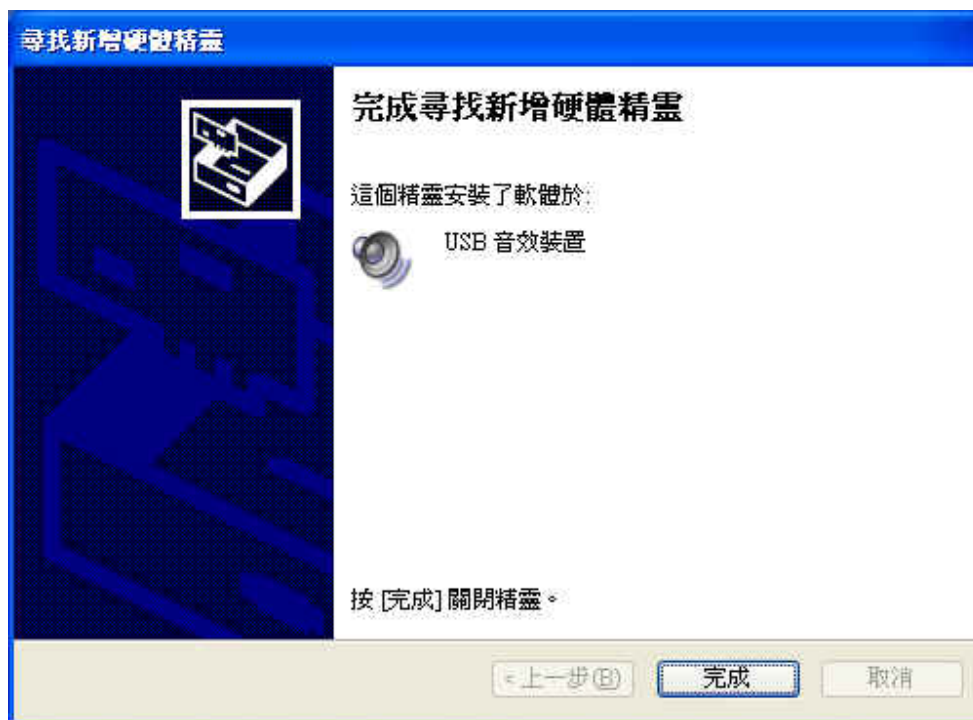 尋找新增硬體精靈
完成尋找新增硬體精靈
這個精靈安裝了軟體於:
USB 音效裝置
按 [完成] 關閉精靈。
<上一步(B)
完成
取消